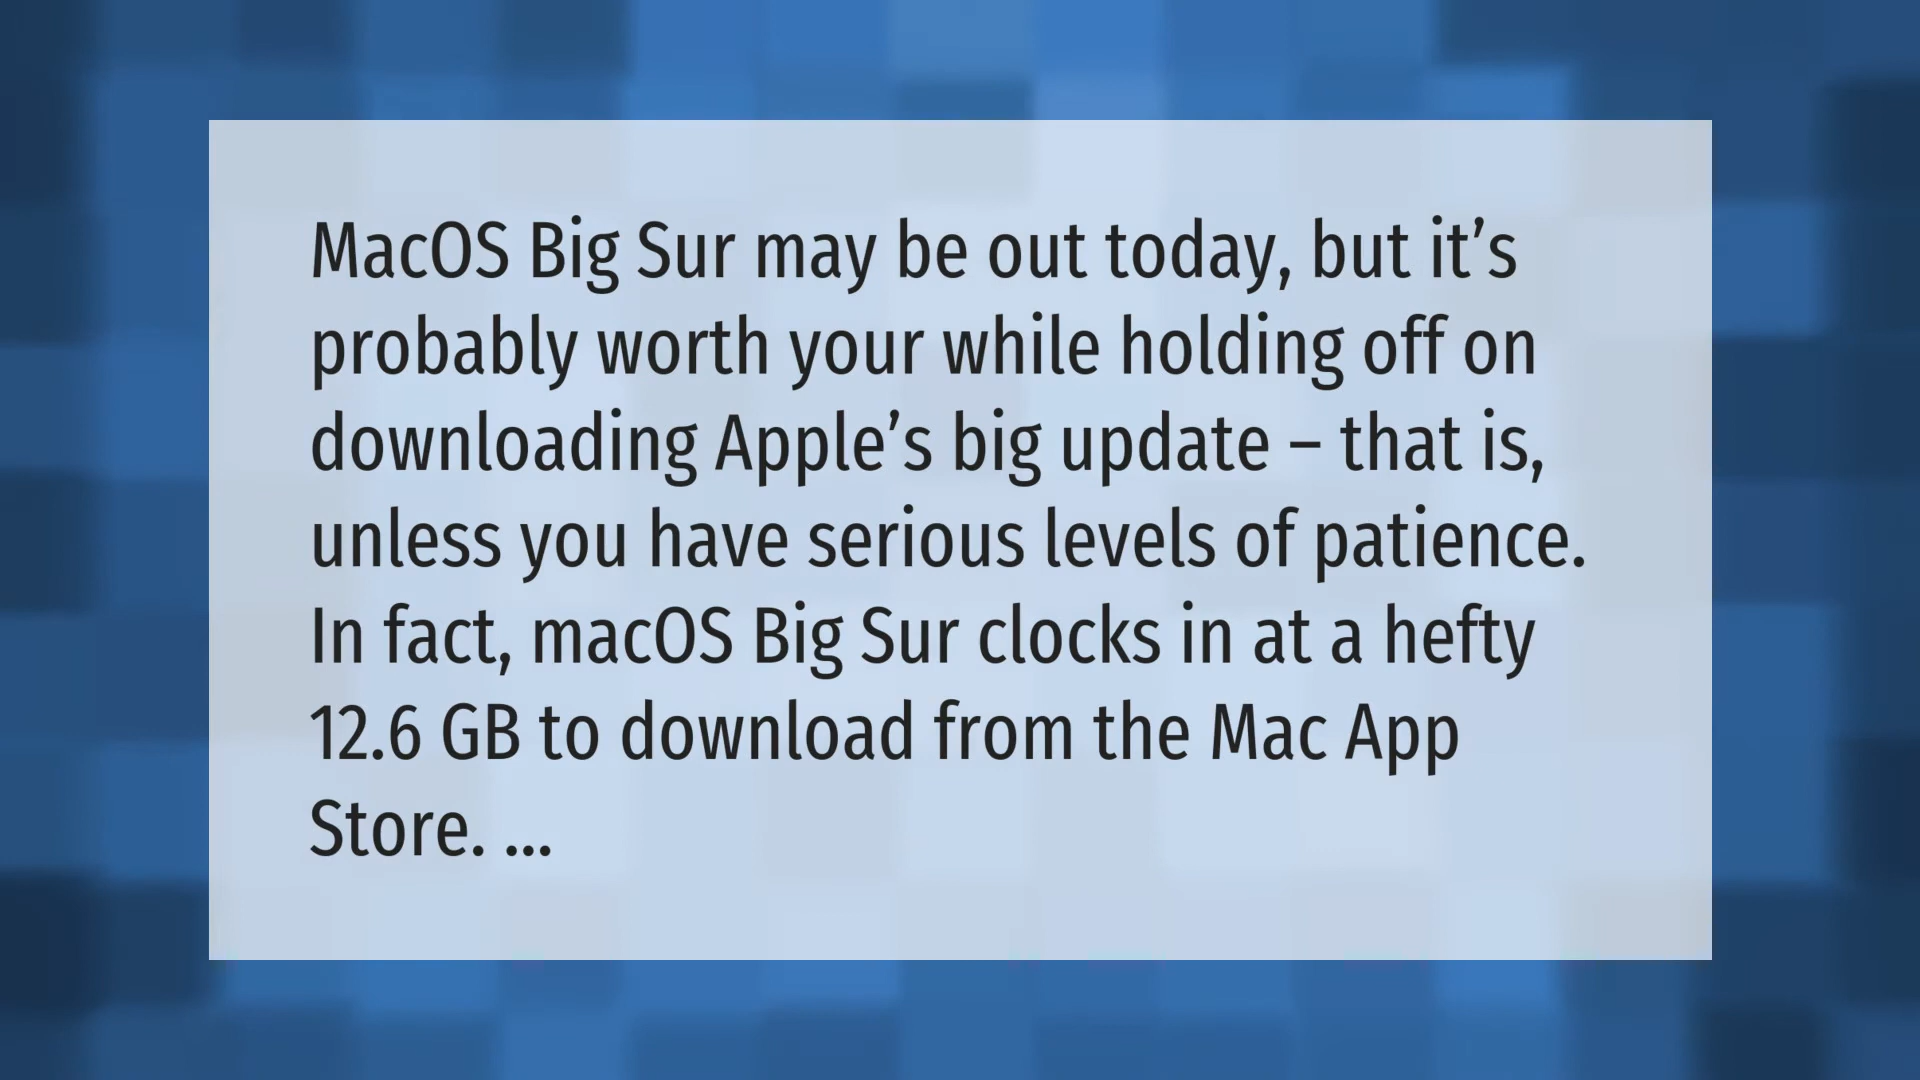 MacOS Big Sur may be out today, but it’s
probably worth your while holding off on
downloading Apple’s big update – that is,
unless you have serious levels of patience.
In fact, macOS Big Sur clocks in at a hefty
12.6 GB to download from the Mac App
Store. ...